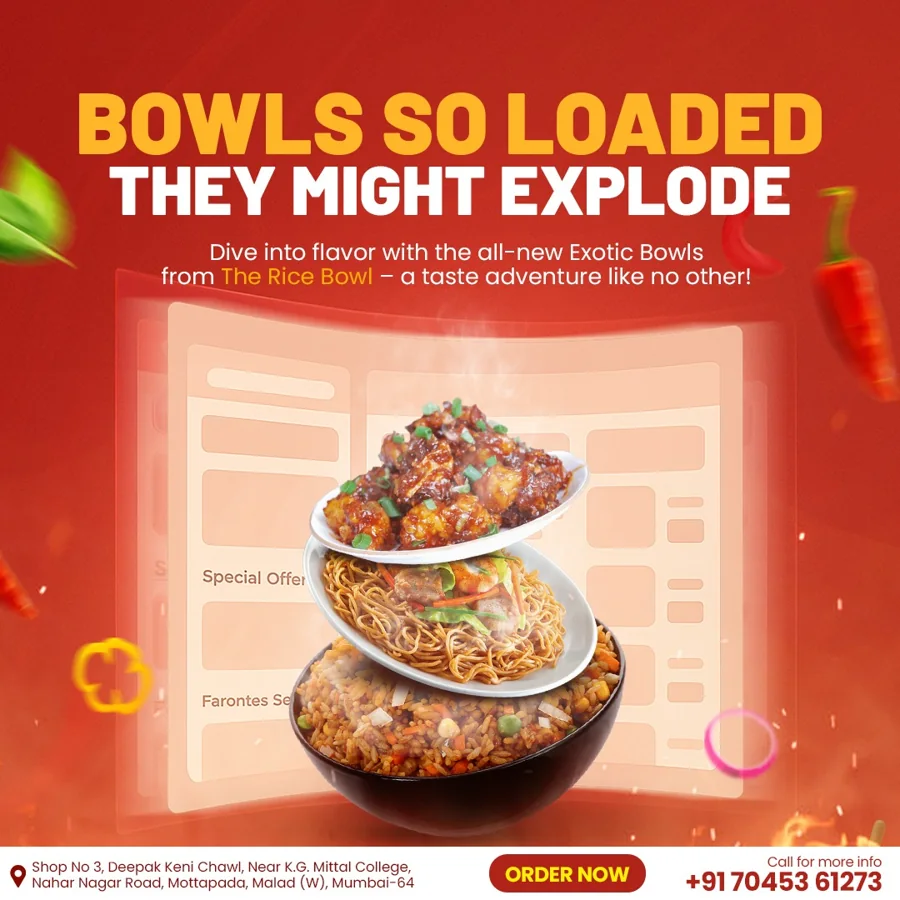 BOWLS SO LOADED
THEY MIGHT EXPLODE
Dive into flavor with the all-new Exotic Bowls
from The Rice Bowl – a taste adventure like no other!
Special Offer
Farontes Se
Shop No 3, Deepak Keni Chawl, Near K.G. Mittal College,
Nahar Nagar Road, Mottapada, Malad (W), Mumbai-64
ORDER NOW
Call for more info
+91 70453 61273